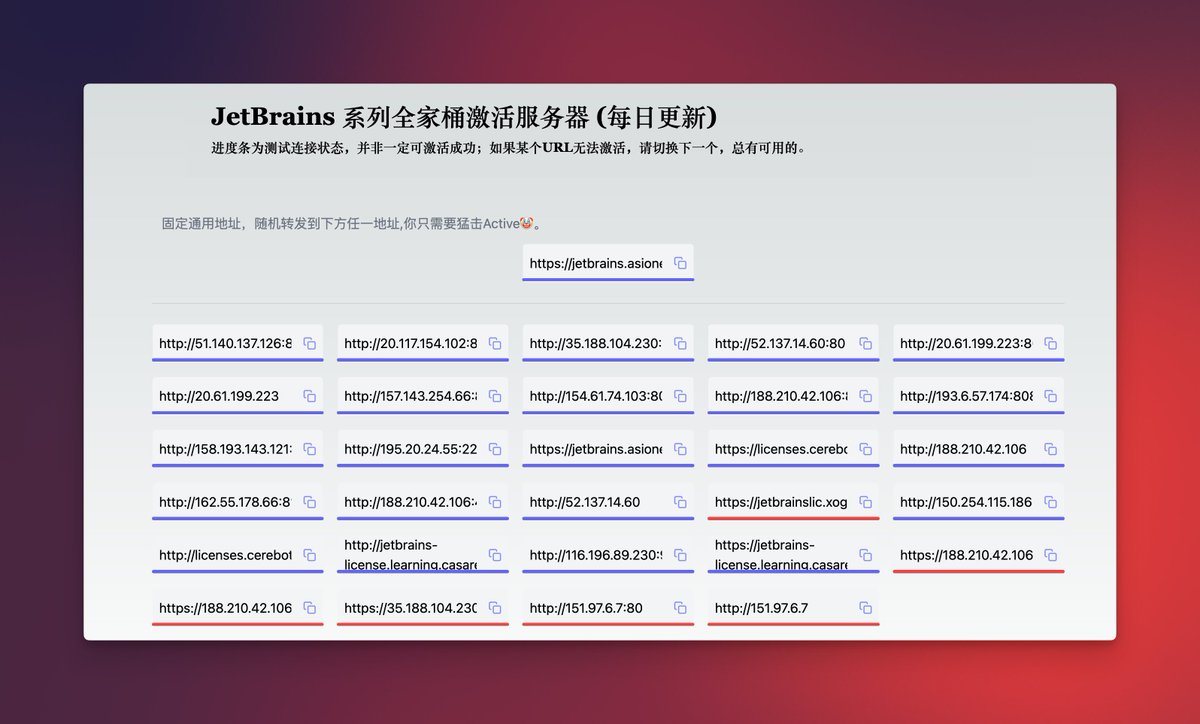 JetBrains 系列全家桶激活服务器 (每日更新)
进度条为测试连接状态，并非一定可激活成功；如果某个URL无法激活，请切换下一个，总有可用的。
固定通用地址，随机转发到下方任一地址,你只需要猛击Active🤡。
https://jetbrains.asione
http://51.140.137.126:8
http://20.117.154.102:8
http://35.188.104.230:
http://52.137.14.60:80
http://20.61.199.223:8
http://20.61.199.223
http://157.143.254.66:
http://154.61.74.103:80
http://188.210.42.106:
http://193.6.57.174:808
http://158.193.143.121:
http://195.20.24.55:22
https://jetbrains.asione
https://licenses.cerebo
http://188.210.42.106
http://162.55.178.66:8
http://188.210.42.106:
http://52.137.14.60
https://jetbrainslic.xog
http://150.254.115.186
http://licenses.cerebot
http://jetbrains-
license.learning.casare
http://116.196.89.230:9
https://jetbrains-
license.learning.casare
https://188.210.42.106
https://188.210.42.106
https://35.188.104.230
http://151.97.6.7:80
http://151.97.6.7